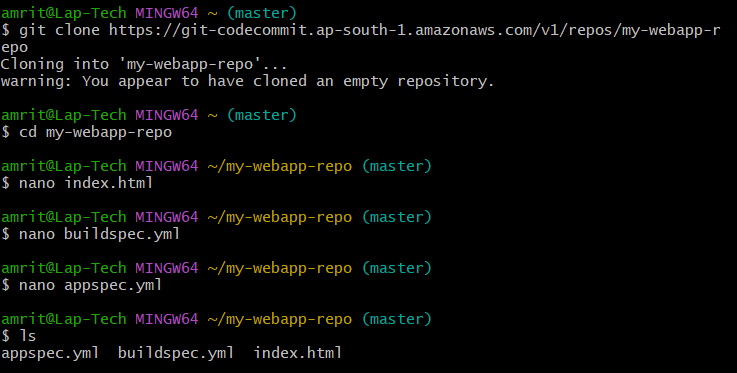 amrit@Lap-Tech MINGW64 ~ (master)
$ git clone https://git-codecommit.ap-south-1.amazonaws.com/v1/repos/my-webapp-r
epo
Cloning into 'my-webapp-repo'...
warning: You appear to have cloned an empty repository.
amrit@Lap-Tech MINGW64 ~ (master)
$ cd my-webapp-repo
amrit@Lap-Tech MINGW64 ~/my-webapp-repo (master)
$ nano index.html
amrit@Lap-Tech MINGW64 ~/my-webapp-repo (master)
$ nano buildspec.yml
amrit@Lap-Tech MINGW64 ~/my-webapp-repo (master)
$ nano appspec.yml
amrit@Lap-Tech MINGW64 ~/my-webapp-repo (master)
$ ls
appspec.yml  buildspec.yml  index.html